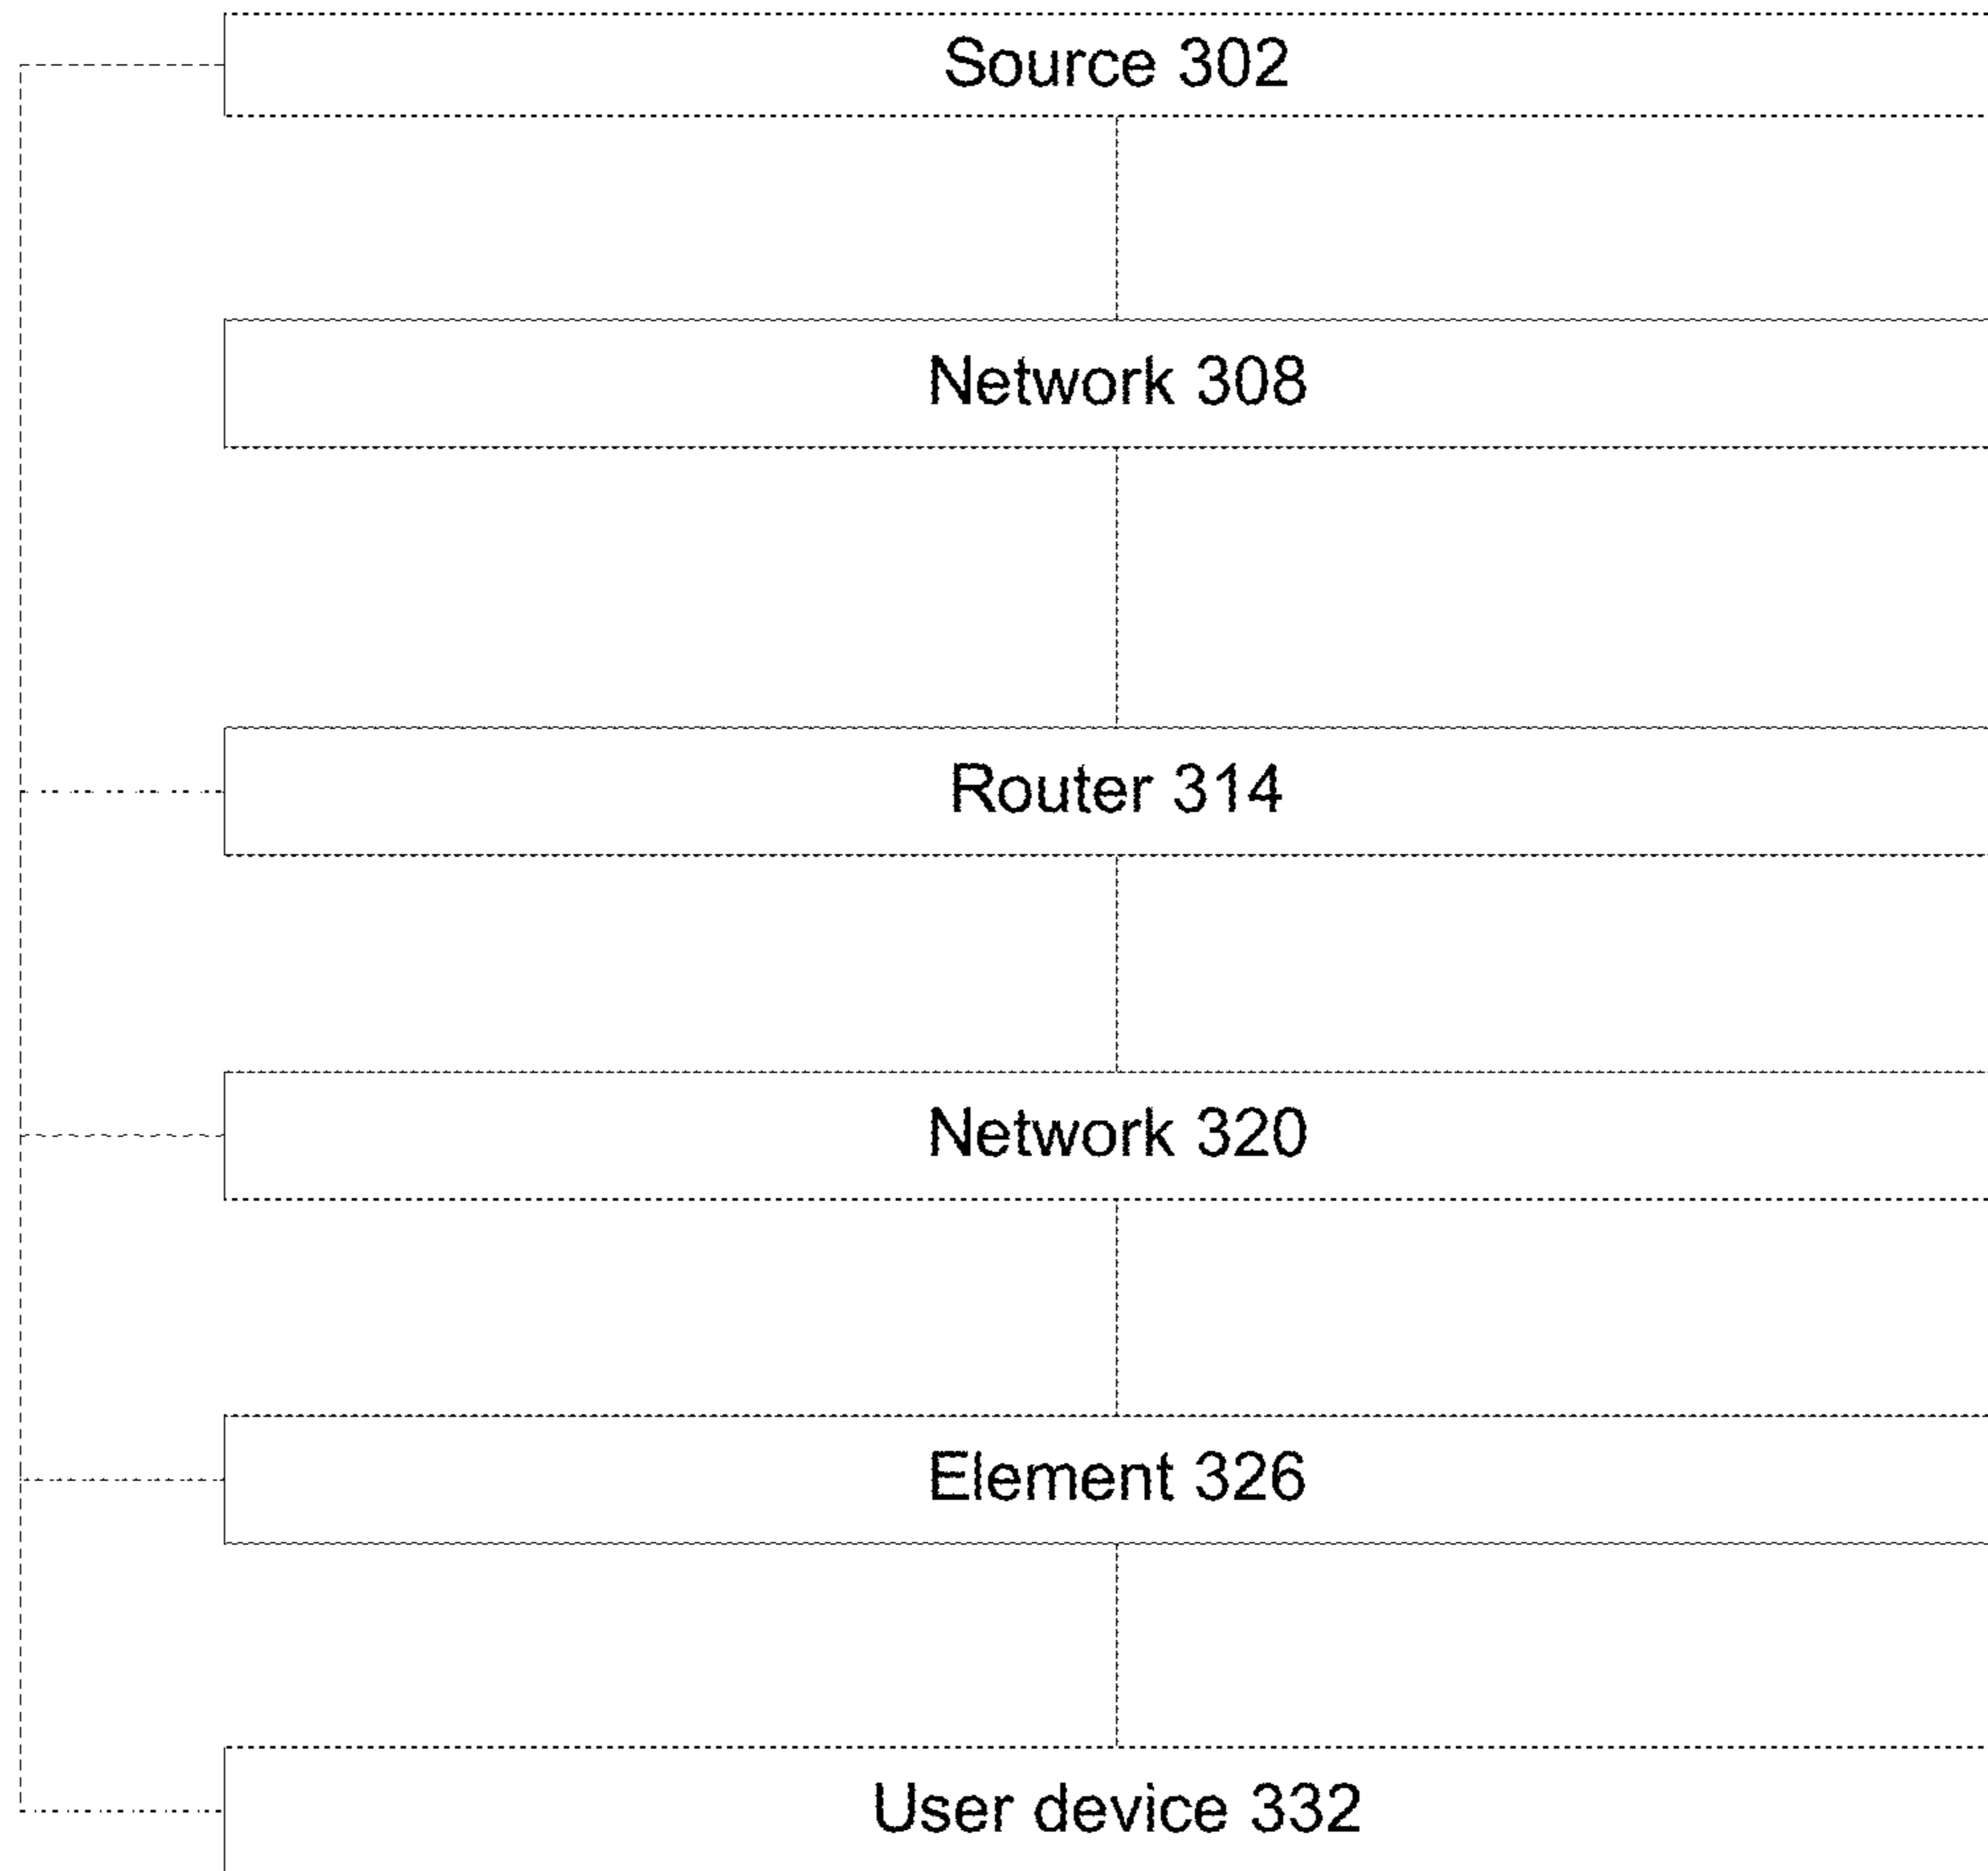 Source 302
Network 308
Router 314
Network 320
Element 326
User device 332